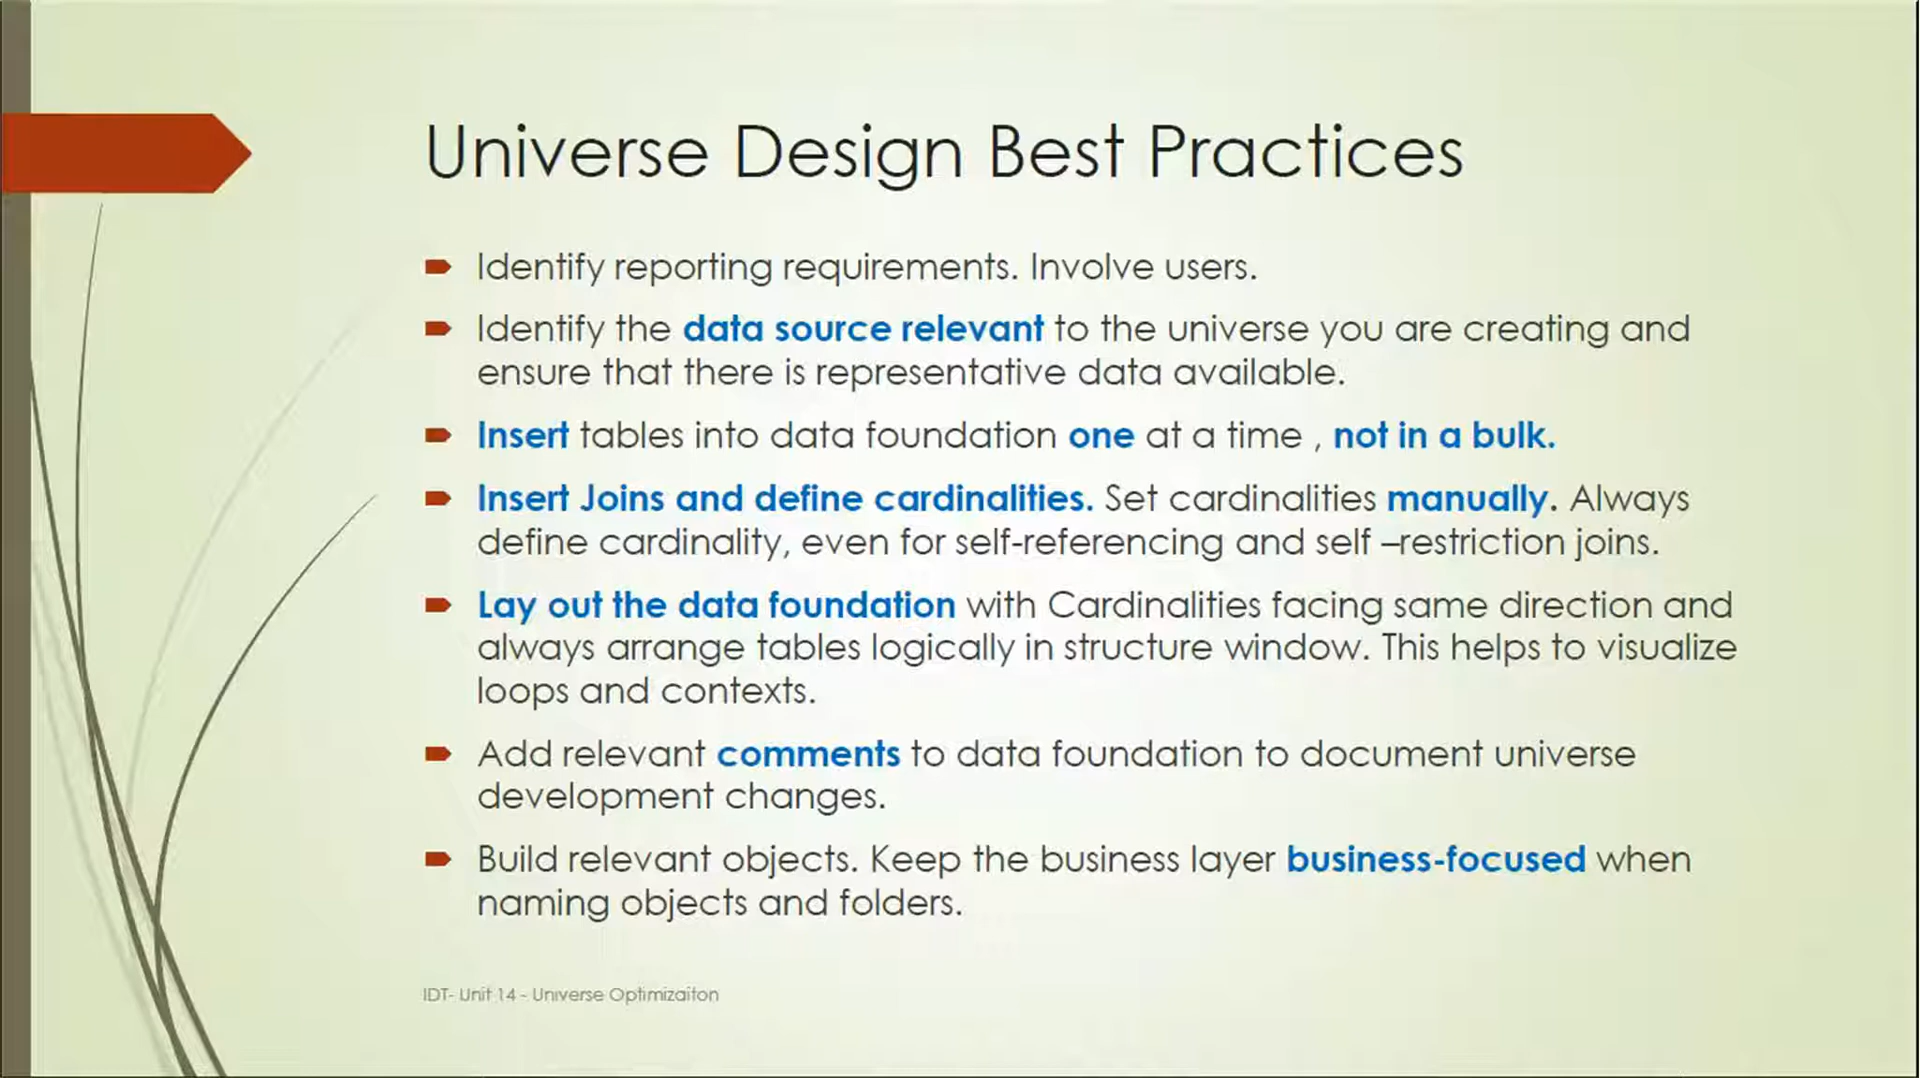 Universe Design Best Practices
Identify reporting requirements. Involve users.
Identify the data source relevant to the universe you are creating and
ensure that there is representative data available.
Insert tables into data foundation one at a time , not in a bulk.
Insert Joins and define cardinalities. Set cardinalities manually. Always
define cardinality, even for self-referencing and self –restriction joins.
Lay out the data foundation with Cardinalities facing same direction and
always arrange tables logically in structure window. This helps to visualize
loops and contexts.
Add relevant comments to data foundation to document universe
development changes.
Build relevant objects. Keep the business layer business-focused when
naming objects and folders.
IDT- Unit 14 - Universe Optimizaiton